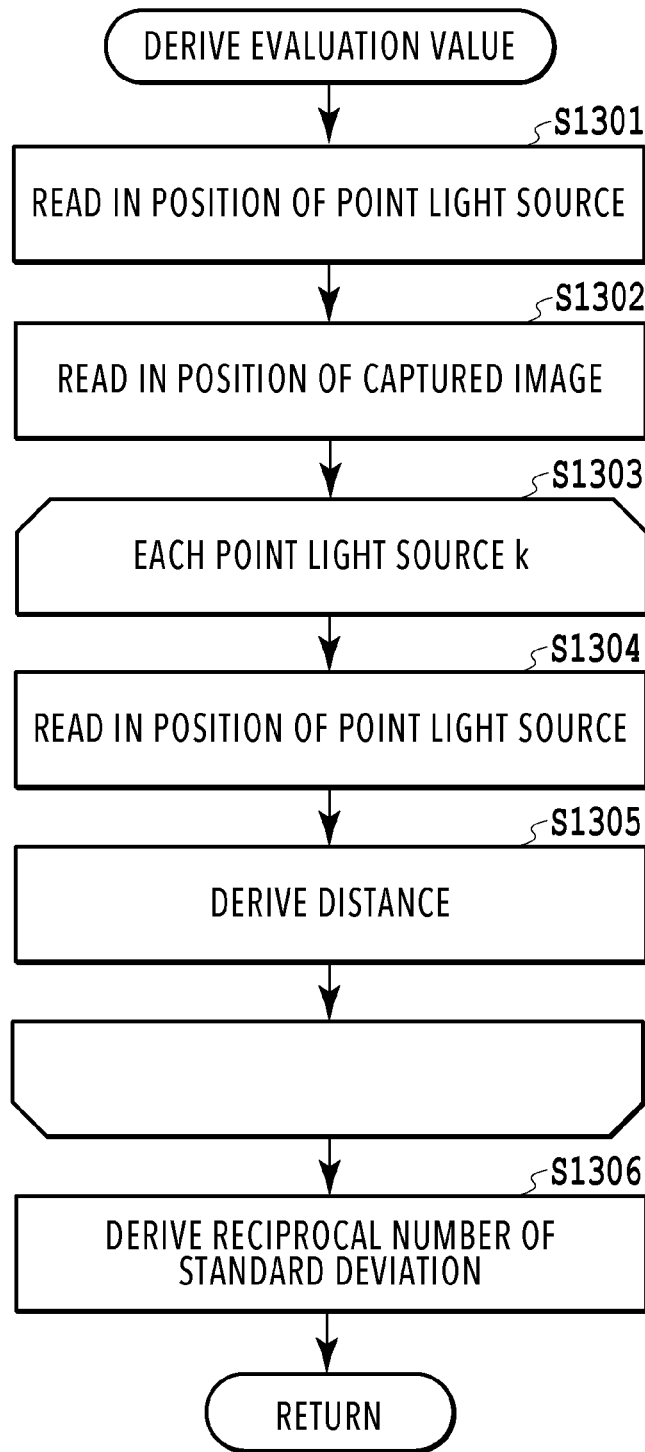 DERIVE EVALUATION VALUE
S1301
READ IN POSITION OF POINT LIGHT SOURCE
S1302
READ IN POSITION OF CAPTURED IMAGE
S1303
EACH POINT LIGHT SOURCE k
S1304
READ IN POSITION OF POINT LIGHT SOURCE
S1305
DERIVE DISTANCE
S1306
DERIVE RECIPROCAL NUMBER OF
STANDARD DEVIATION
RETURN